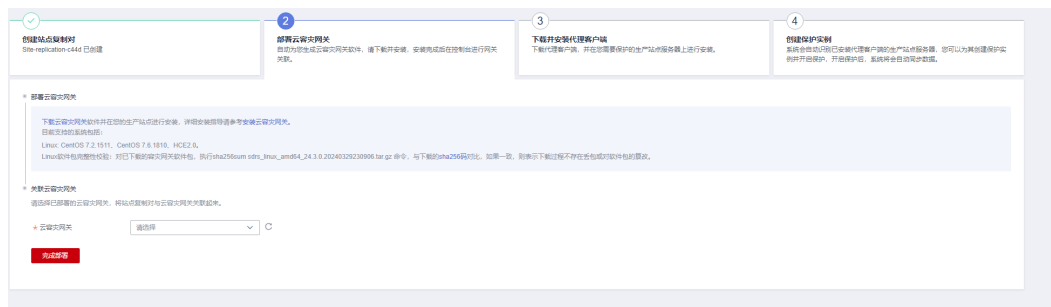 2
3
4
创建站点复制对
Site-replication-c44d 已创建
部署云容灾网关
自动为您生成云容灾网关软件，请下载并安装，安装完成后在控制台进行网关
关联。
下载并安装代理客户端
下载代理客户端，并在您需要保护的生产站点服务器上进行安装。
创建保护实例
系统会自动识别已安装代理客户端的生产站点服务器，您可以为其创建保护实
例并开启保护，开启保护后，系统将会自动同步数据。
部署云容灾网关
下载云容灾网关软件并在您的生产站点进行安装，详细安装指导请参考安装云容灾网关。
目前支持的系统包括：
Linux: CentOS 7.2.1511，CentOS 7.6.1810，HCE2.0。
Linux软件包完整性校验：对已下载的容灾网关软件包，执行sha256sum sdrs_linux_amd64_24.3.0.20240329230906.tar.gz 命令，与下载的sha256码对比，如果一致，则表示下载过程不存在丢包或对软件包的篡改。
关联云容灾网关
请选择已部署的云容灾网关，将站点复制对与云容灾网关关联起来。
* 云容灾网关
请选择
完成部署